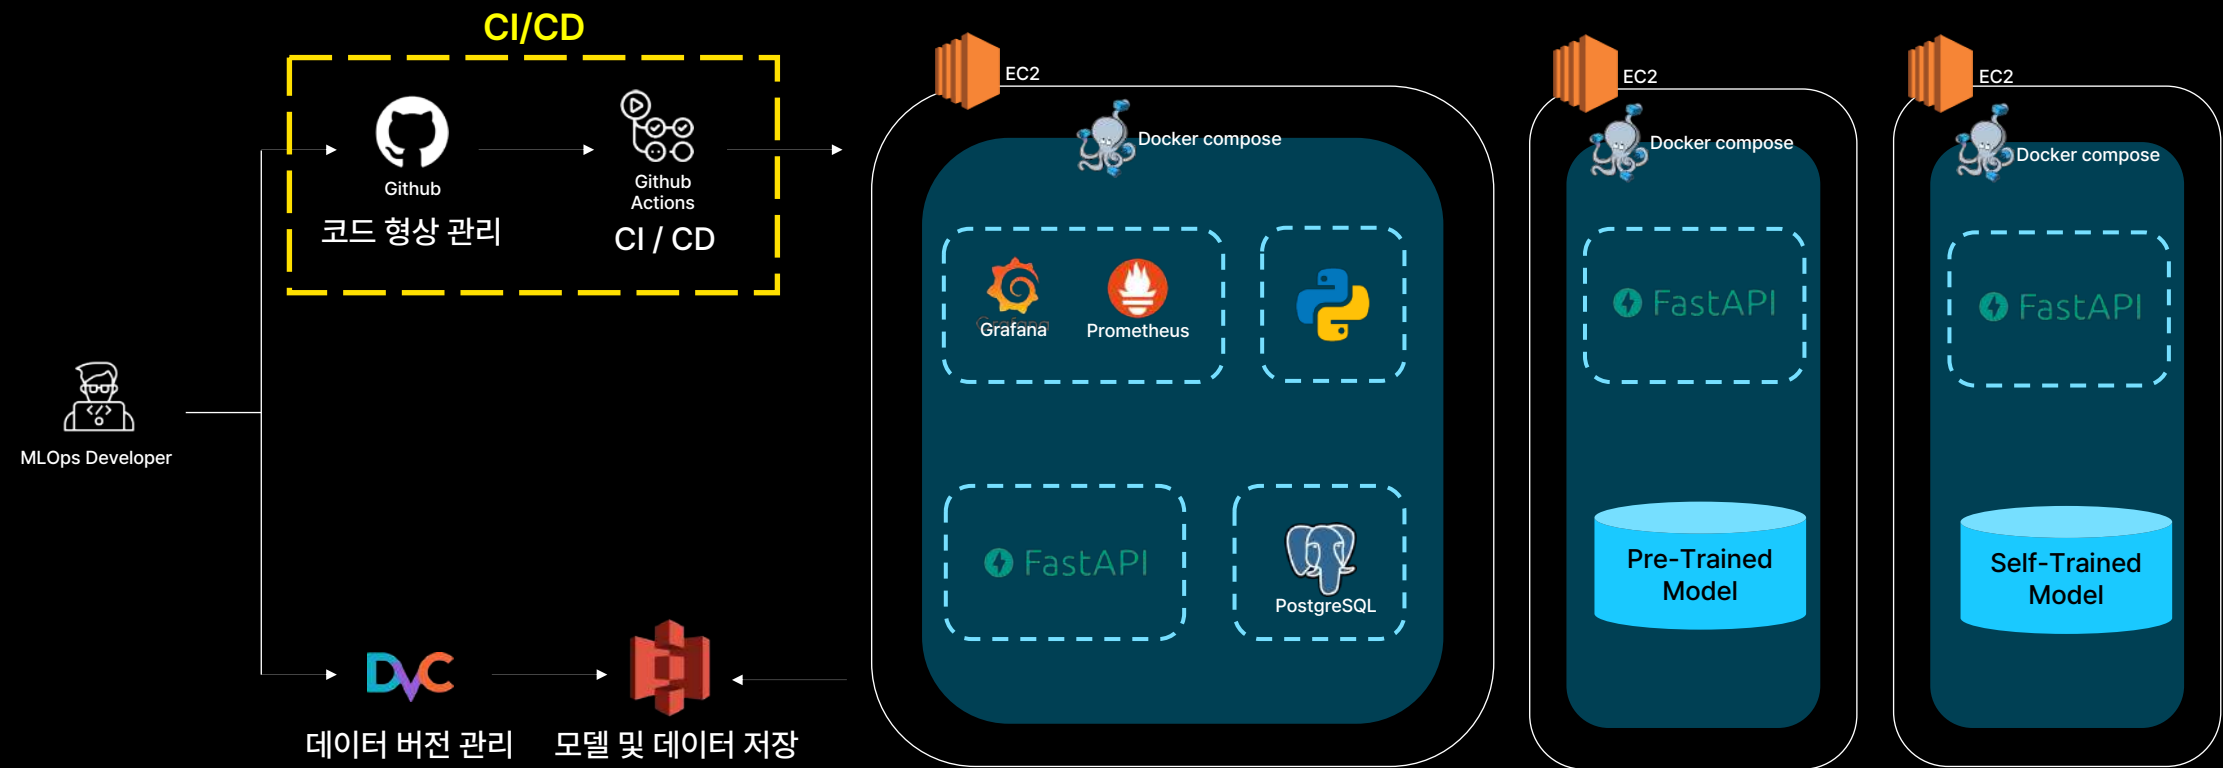 CI/CD
Github
코드 형상 관리
Github
Actions
CI / CD
MLOps Developer
DVC
데이터 버전 관리
모델 및 데이터 저장
EC2
Docker compose
Grafana
Prometheus
FastAPI
PostgreSQL
EC2
Docker compose
FastAPI
Pre-Trained
Model
EC2
Docker compose
FastAPI
Self-Trained
Model